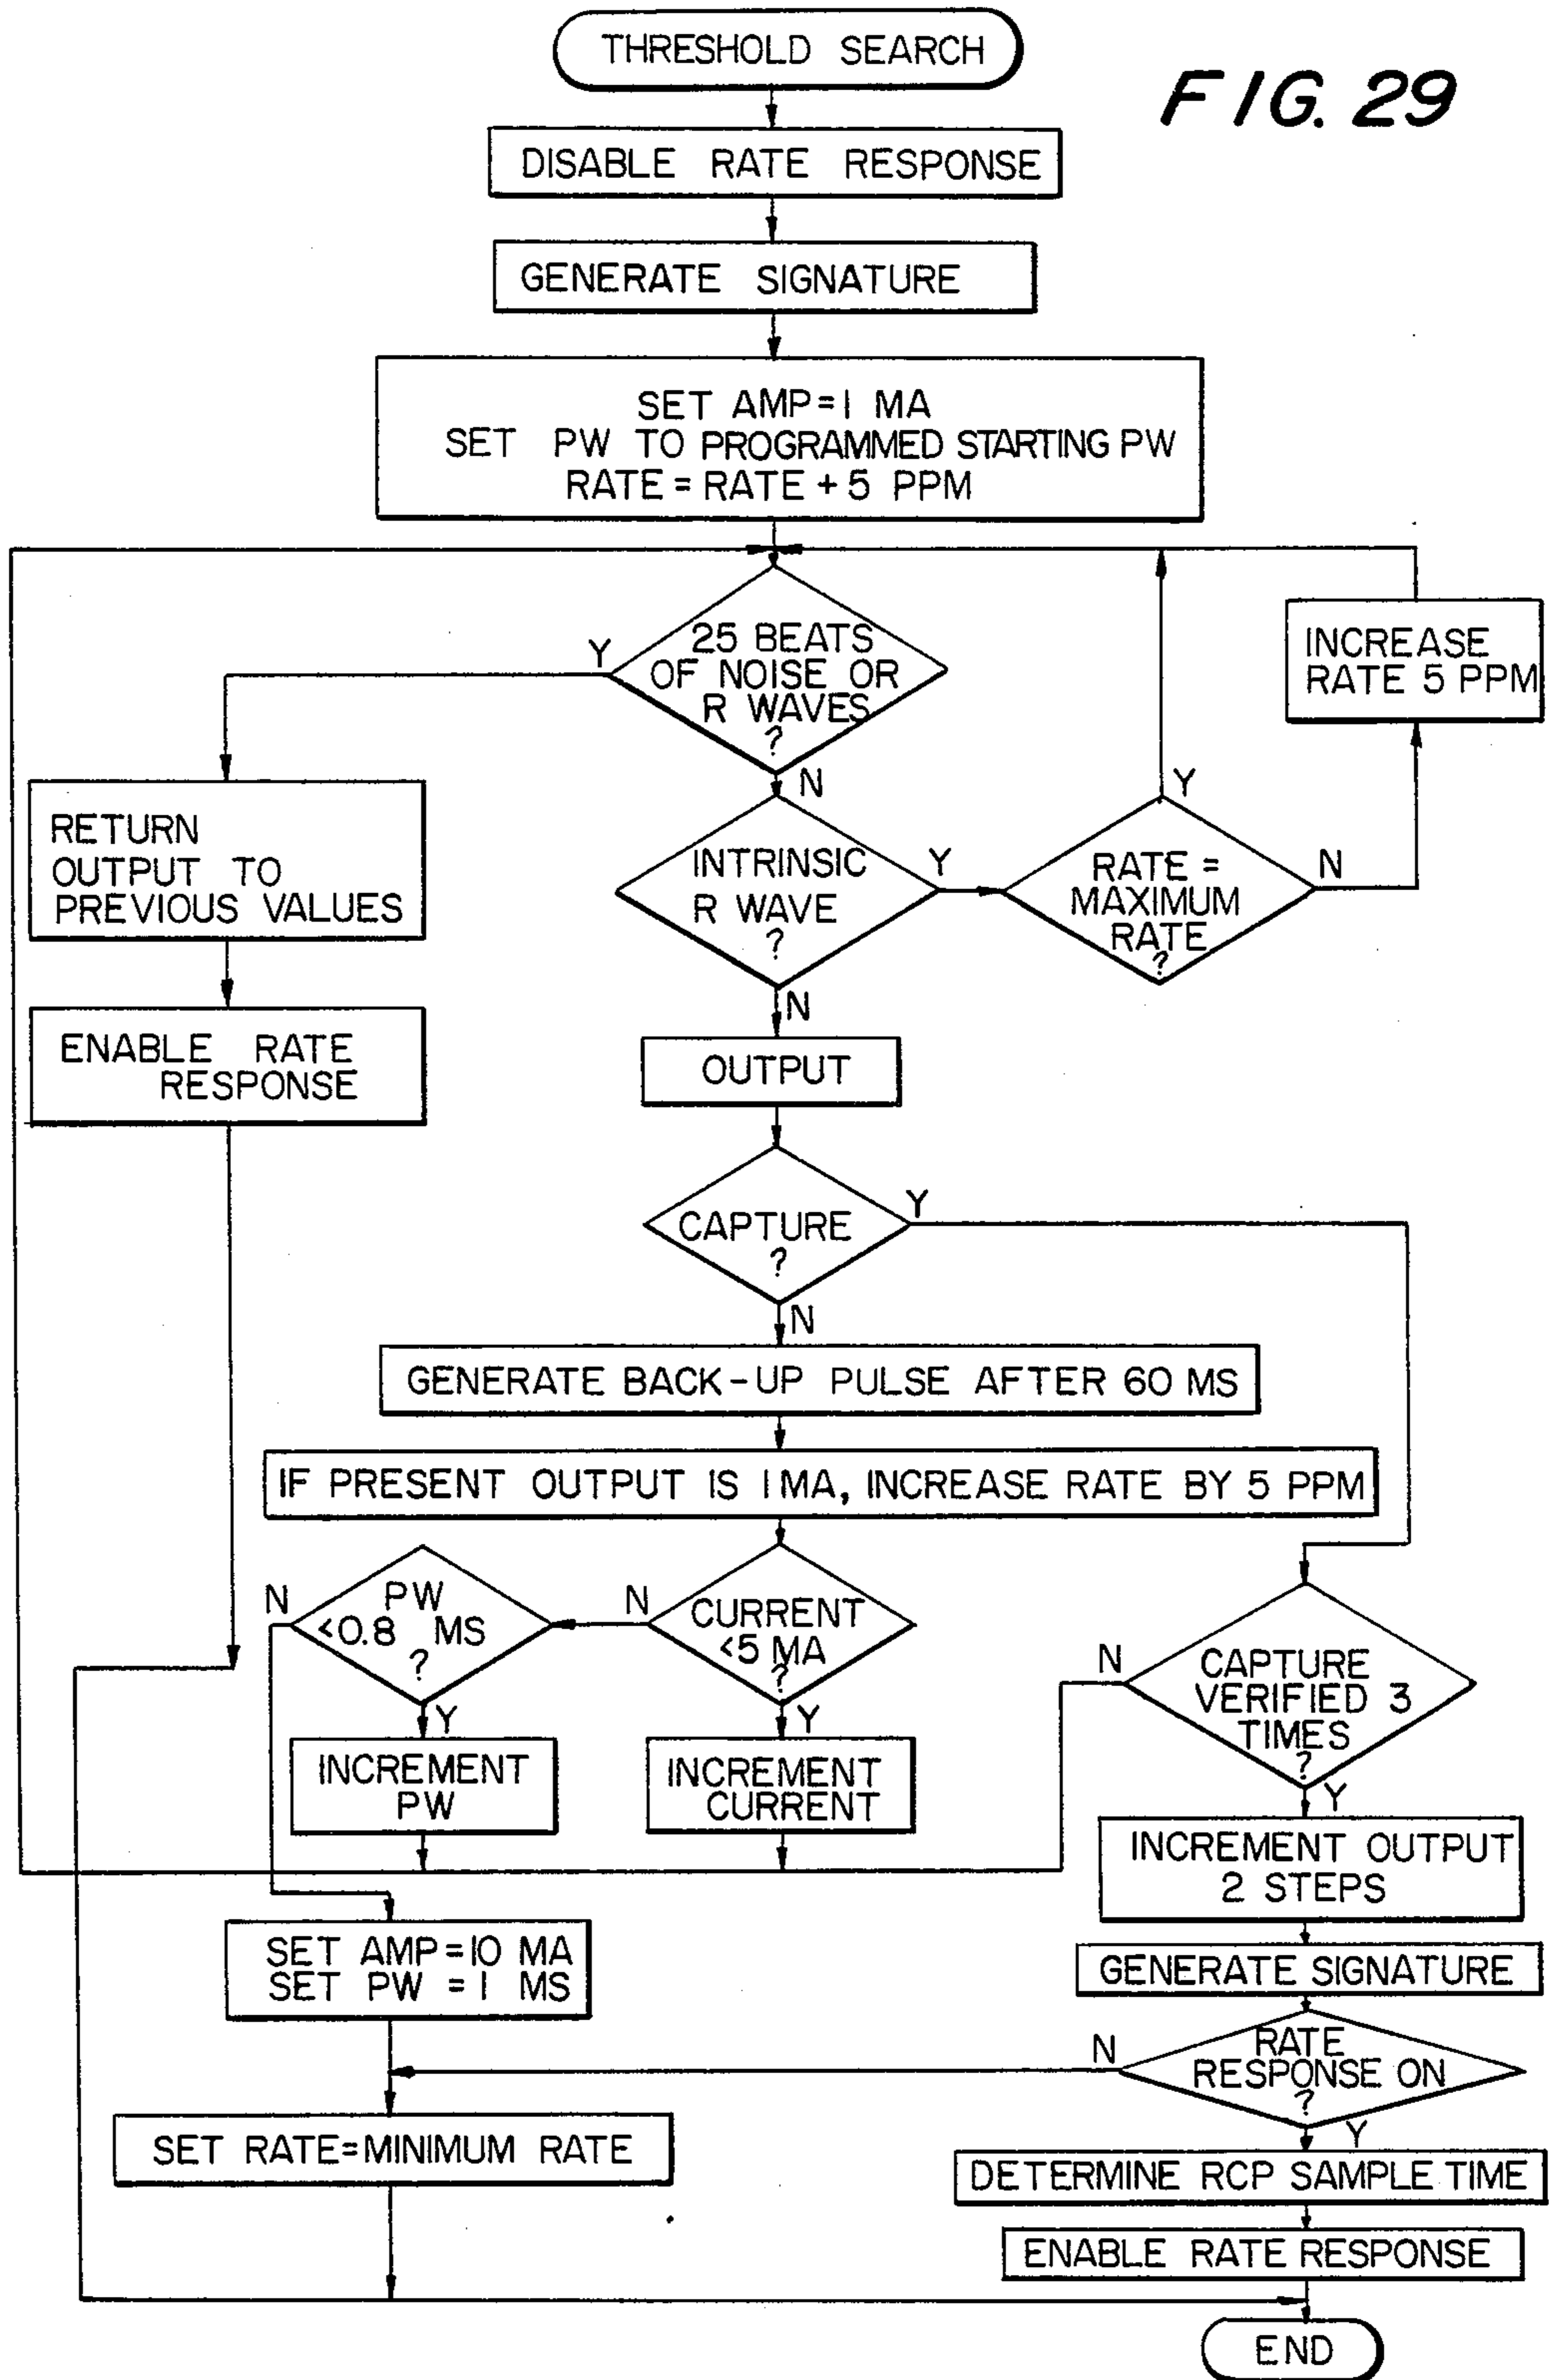 THRESHOLD SEARCH
FIG. 29
DISABLE RATE RESPONSE
GENERATE SIGNATURE
SET AMP=1 MA
SET PW TO PROGRAMMED STARTING PW
RATE = RATE + 5 PPM
25 BEATS
OF NOISE OR
R WAVES
?
Y
N
INCREASE
RATE 5 PPM
RETURN
OUTPUT TO
PREVIOUS VALUES
INTRINSIC
R WAVE
?
Y
N
RATE =
MAXIMUM
RATE
?
Y
N
ENABLE RATE
RESPONSE
OUTPUT
CAPTURE
?
Y
N
GENERATE BACK-UP PULSE AFTER 60 MS
IF PRESENT OUTPUT IS 1 MA, INCREASE RATE BY 5 PPM
PW
<0.8 MS
?
N
Y
CURRENT
<5 MA
?
N
Y
CAPTURE
VERIFIED 3
TIMES
?
N
Y
INCREMENT
PW
INCREMENT
CURRENT
INCREMENT OUTPUT
2 STEPS
SET AMP=10 MA
SET PW = 1 MS
GENERATE SIGNATURE
RATE
RESPONSE ON
?
N
Y
SET RATE=MINIMUM RATE
DETERMINE RCP SAMPLE TIME
ENABLE RATE RESPONSE
END